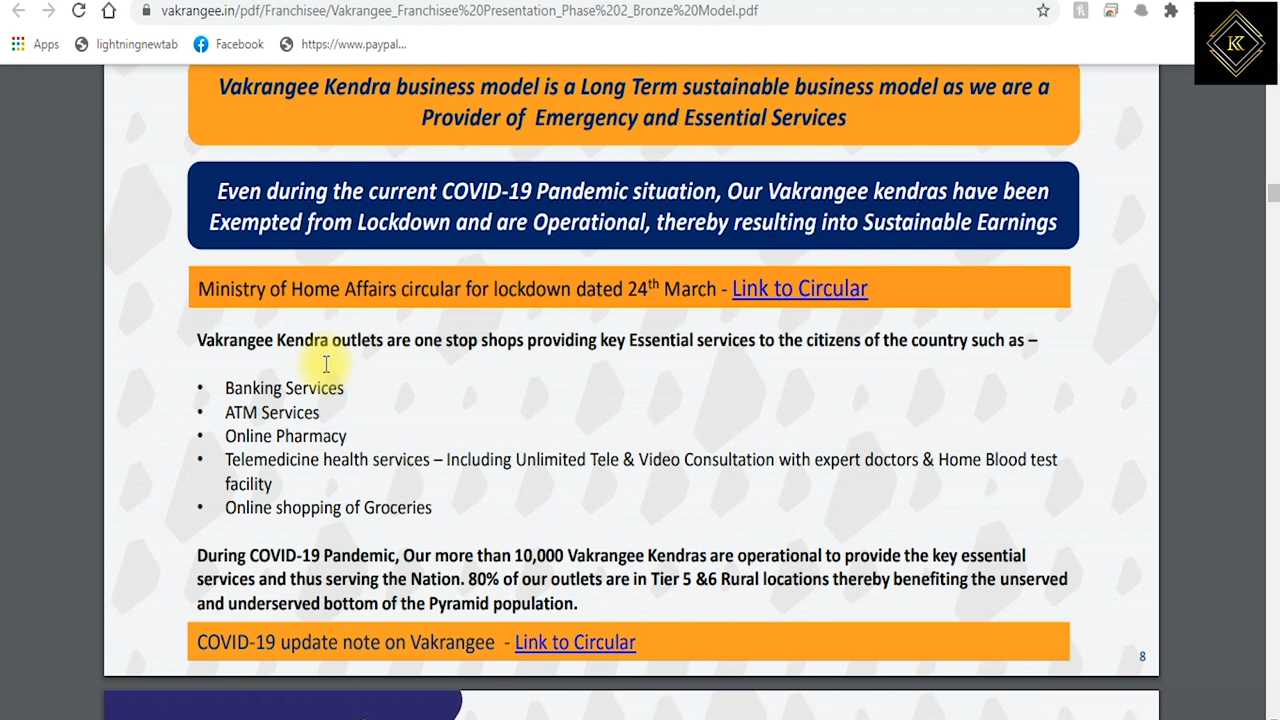 vakrangee.in/pdf/Franchisee/Vakrangee_Franchisee%20Presentation_Phase%202_Bronze%20Model.pdf
Apps lightningnewtab Facebook https://www.paypal...
KK
Vakrangee Kendra business model is a Long Term sustainable business model as we are a
Provider of Emergency and Essential Services
Even during the current COVID-19 Pandemic situation, Our Vakrangee kendras have been
Exempted from Lockdown and are Operational, thereby resulting into Sustainable Earnings
Ministry of Home Affairs circular for lockdown dated 24th March - Link to Circular
Vakrangee Kendra outlets are one stop shops providing key Essential services to the citizens of the country such as –
• Banking Services
• ATM Services
• Online Pharmacy
• Telemedicine health services – Including Unlimited Tele & Video Consultation with expert doctors & Home Blood test
facility
• Online shopping of Groceries
During COVID-19 Pandemic, Our more than 10,000 Vakrangee Kendras are operational to provide the key essential
services and thus serving the Nation. 80% of our outlets are in Tier 5 &6 Rural locations thereby benefiting the unserved
and underserved bottom of the Pyramid population.
COVID-19 update note on Vakrangee - Link to Circular
8